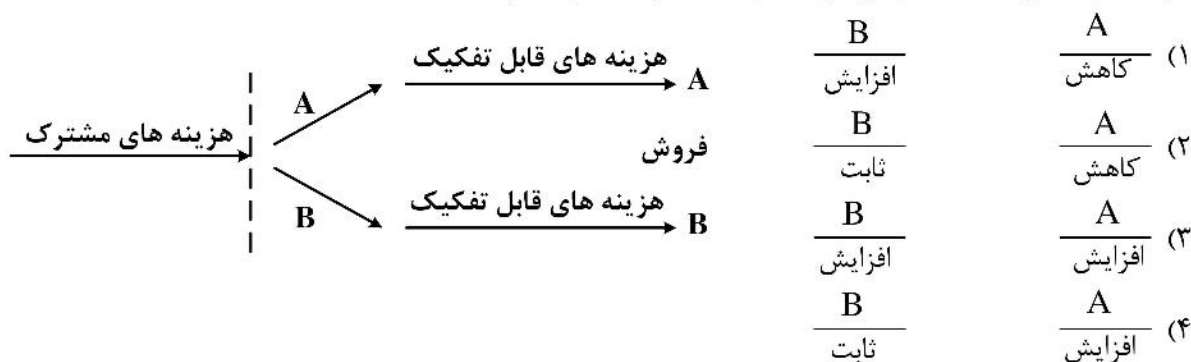 ۱) A کاهش B افزایش
۲) A کاهش B ثابت
۳) A افزایش B افزایش
۴) A افزایش B ثابت
هزینه های مشترک
A هزینه های قابل تفکیک A
فروش
B هزینه های قابل تفکیک B